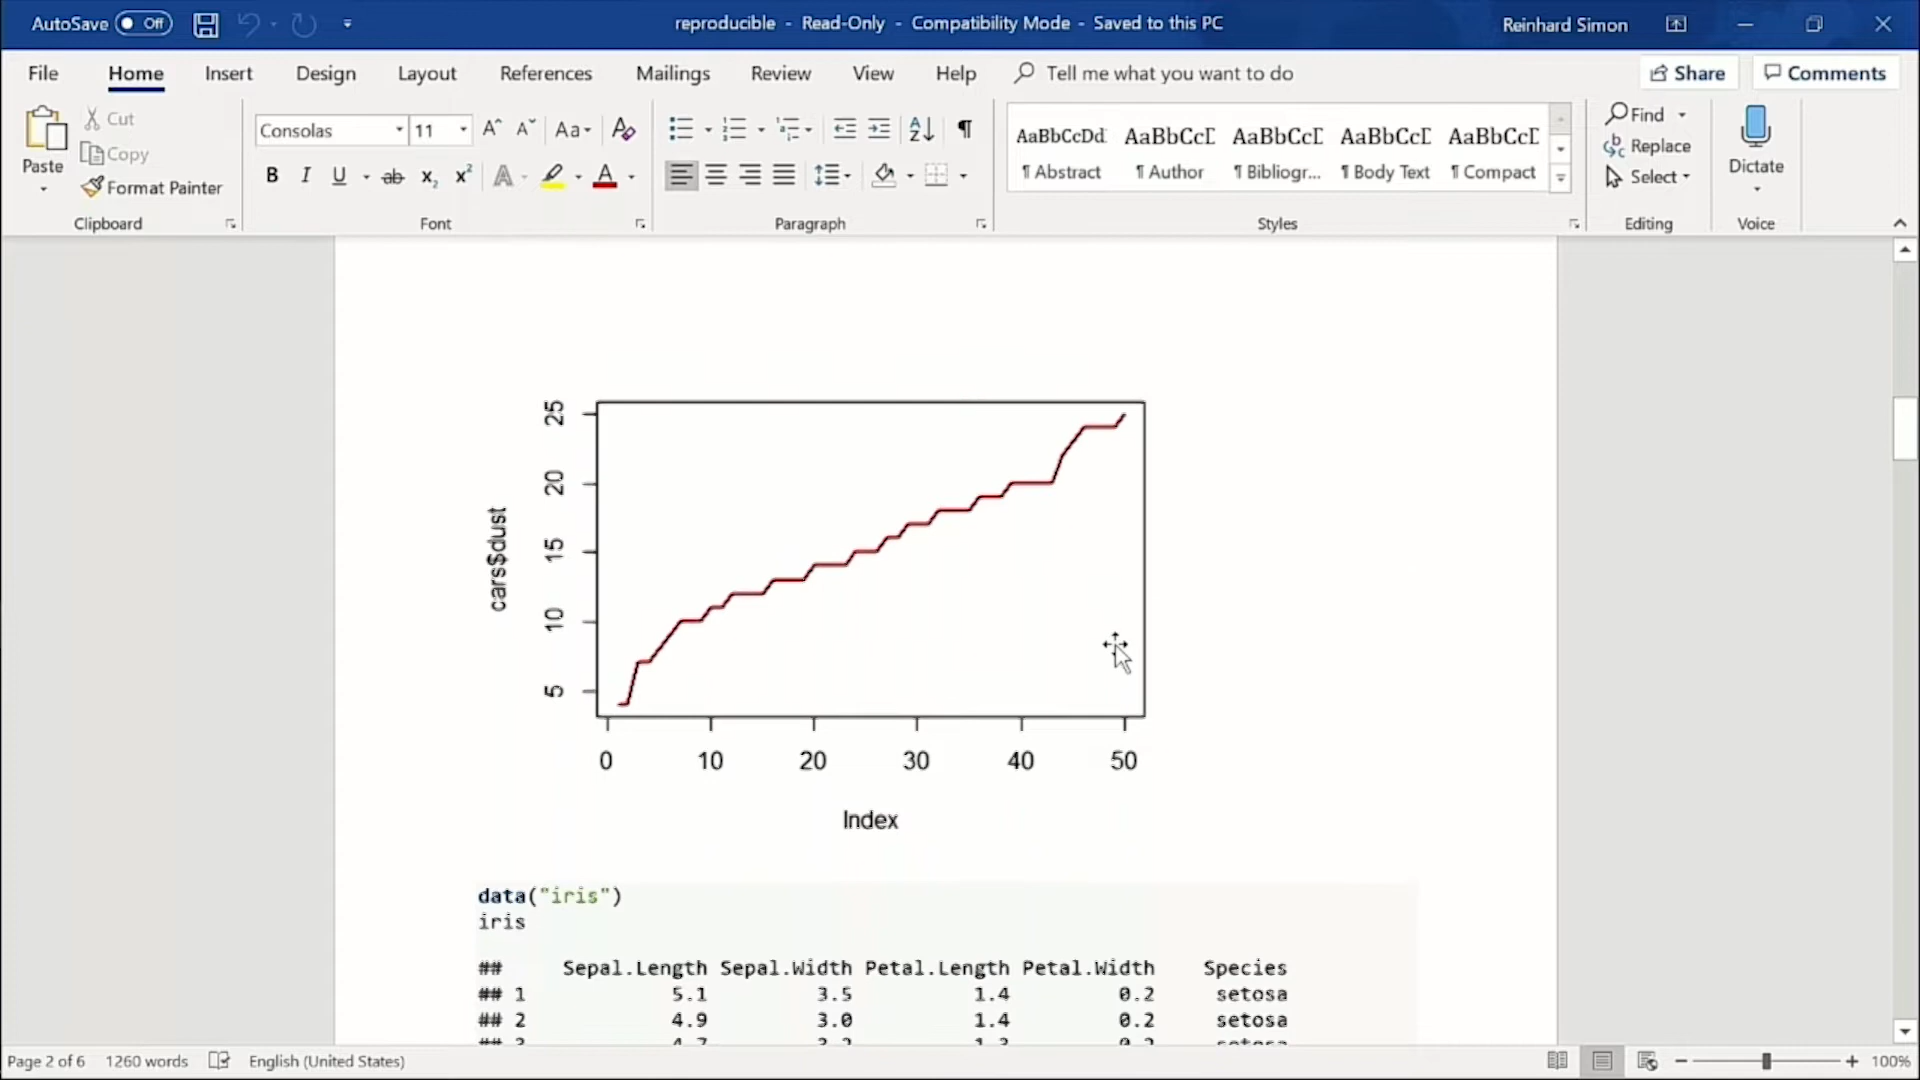 AutoSave Off
reproducible - Read-Only - Compatibility Mode - Saved to this PC
Reinhard Simon
File Home Insert Design Layout References Mailings Review View Help Tell me what you want to do
Share Comments
Paste
Cut
Copy
Format Painter
Clipboard
Consolas 11
Font
Paragraph
AaBbCcDd AaBbCcD AaBbCcD AaBbCcD AaBbCcD
¶ Abstract ¶ Author ¶ Bibliogr... ¶ Body Text ¶ Compact
Styles
Find
Replace
Select
Editing
Dictate
Voice
cars$dust
25
20
15
10
5
0 10 20 30 40 50
Index
data("iris")
iris
## Sepal.Length Sepal.Width Petal.Length Petal.Width Species
## 1 5.1 3.5 1.4 0.2 setosa
## 2 4.9 3.0 1.4 0.2 setosa
Page 2 of 6 1260 words English (United States) 100%